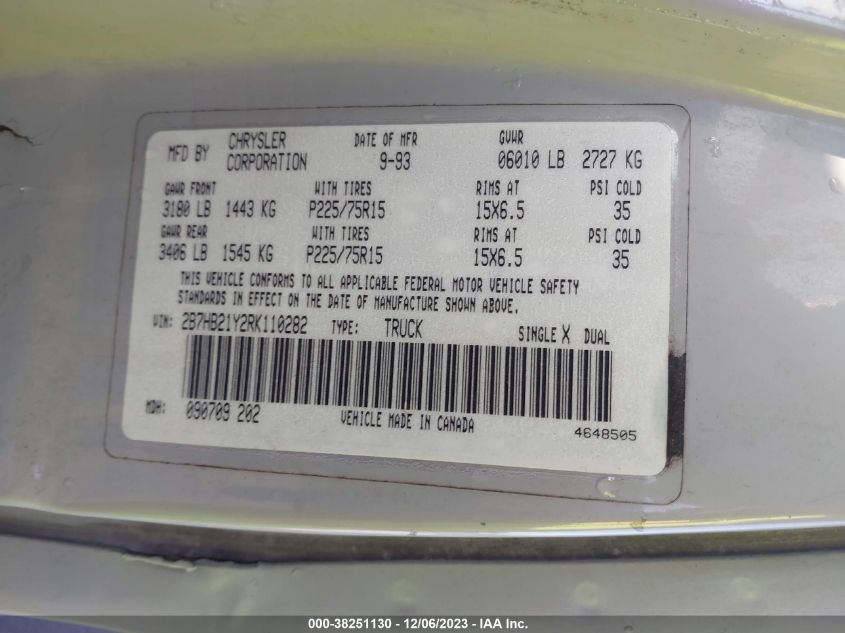 MFD BY CHRYSLER CORPORATION DATE OF MFR 9-93 GVWR 06010 LB 2727 KG
GAWR FRONT WITH TIRES RIMS AT PSI COLD
3180 LB 1443 KG P225/75R15 15X6.5 35
GAWR REAR WITH TIRES RIMS AT PSI COLD
3406 LB 1545 KG P225/75R15 15X6.5 35
THIS VEHICLE CONFORMS TO ALL APPLICABLE FEDERAL MOTOR VEHICLE SAFETY
STANDARDS IN EFFECT ON THE DATE OF MANUFACTURE SHOWN ABOVE.
VIN: 2B7HB21Y2RK110282 TYPE: TRUCK SINGLE X DUAL
MDH: 090709 202 VEHICLE MADE IN CANADA 4648505
000-38251130 - 12/06/2023 - IAA Inc.